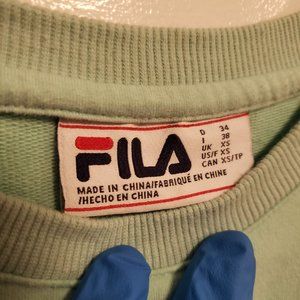 FILA
D 34
I 38
UK XS
US/F XS
CAN XS/TP
MADE IN CHINA/FABRIQUÉ EN CHINE
/HECHO EN CHINA